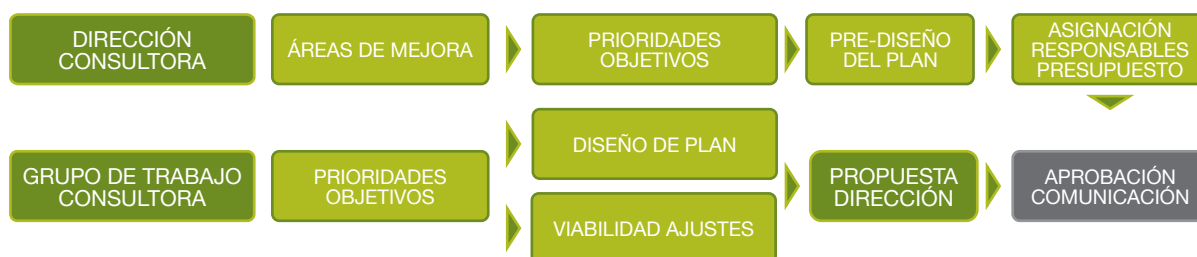 DIRECCIÓN
CONSULTORA
ÁREAS DE MEJORA
PRIORIDADES
OBJETIVOS
PRE-DISEÑO
DEL PLAN
ASIGNACIÓN
RESPONSABLES
PRESUPUESTO
GRUPO DE TRABAJO
CONSULTORA
PRIORIDADES
OBJETIVOS
DISEÑO DE PLAN
VIABILIDAD AJUSTES
PROPUESTA
DIRECCIÓN
APROBACIÓN
COMUNICACIÓN